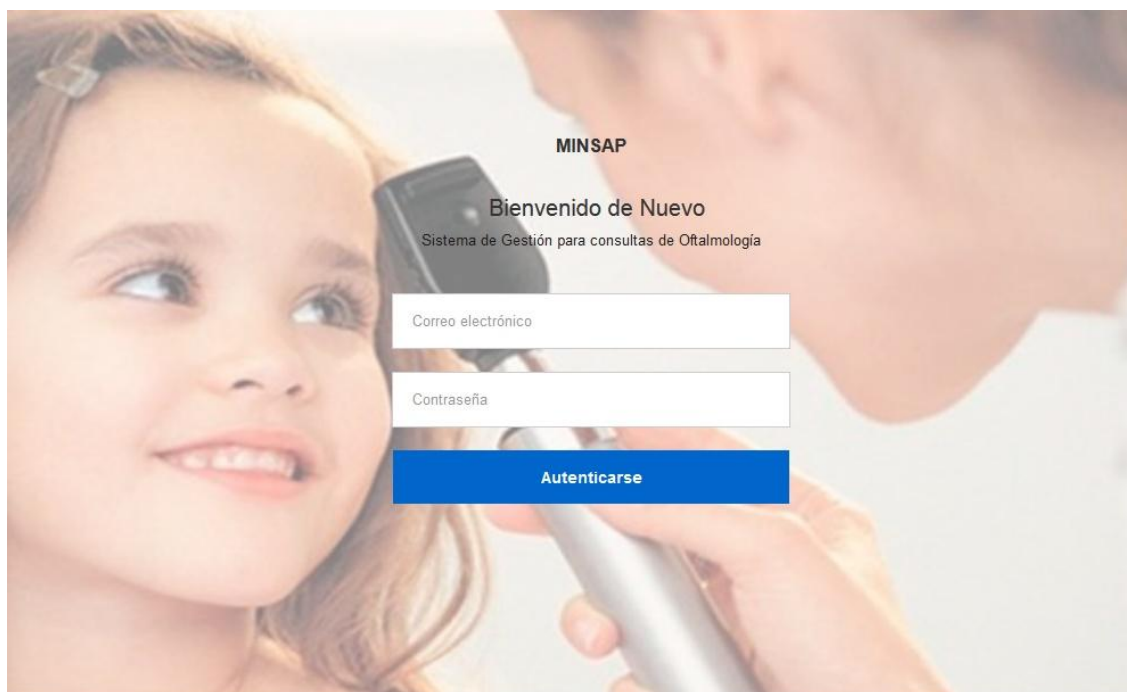 MINSAP
Bienvenido de Nuevo
Sistema de Gestión para consultas de Oftalmología
Correo electrónico
Contraseña
Autenticarse